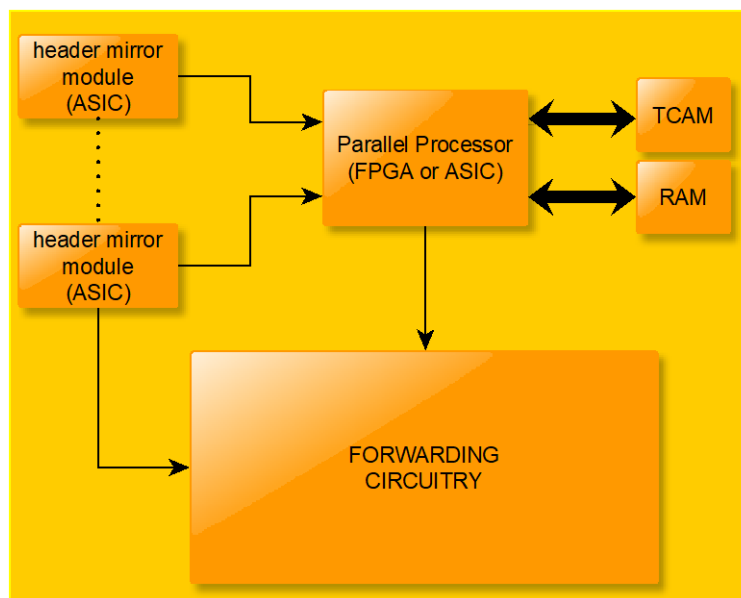 header mirror
module
(ASIC)
Parallel Processor
(FPGA or ASIC)
TCAM
RAM
header mirror
module
(ASIC)
FORWARDING
CIRCUITRY